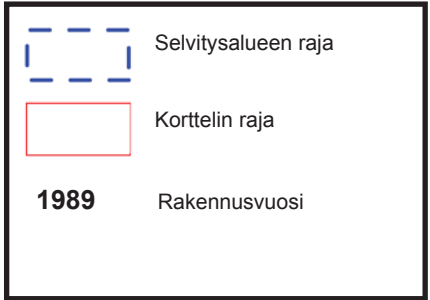 Selvitysalueen raja
Korttelin raja
1989 Rakennusvuosi